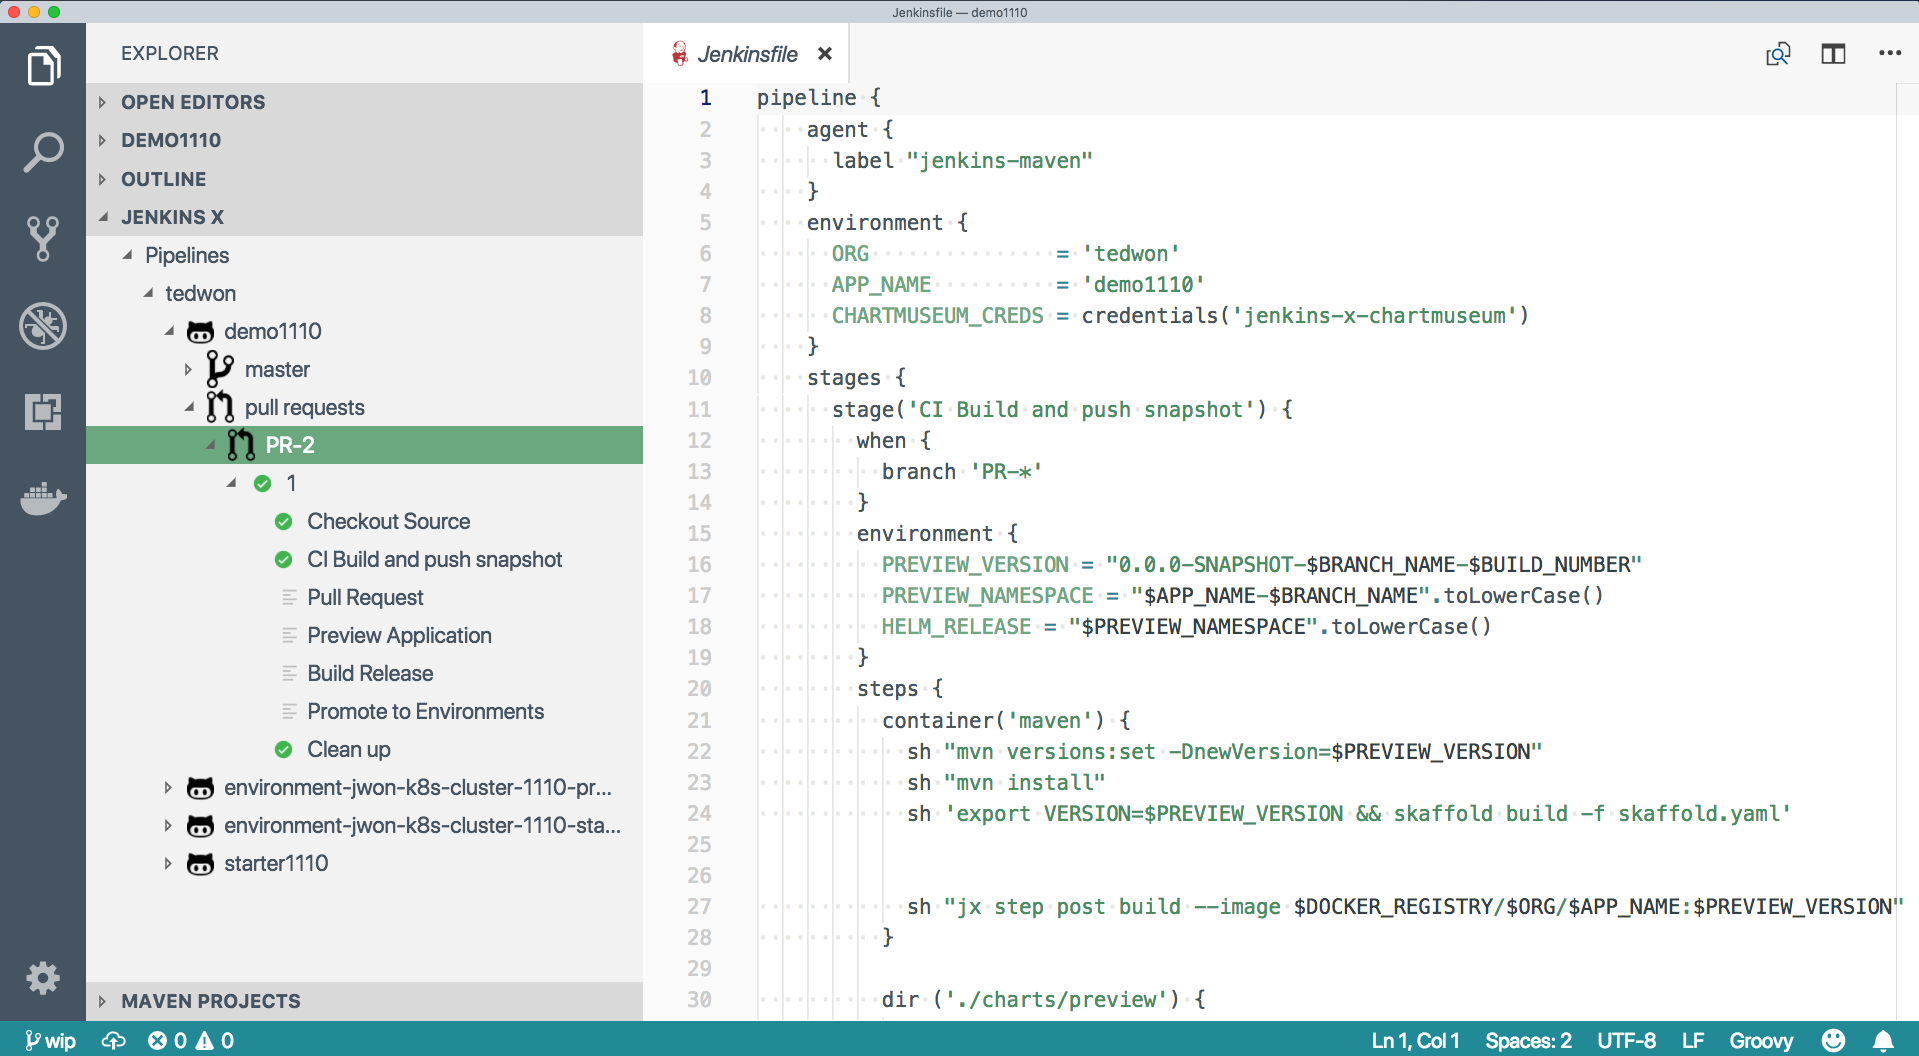 Jenkinsfile — demo1110
EXPLORER
OPEN EDITORS
DEMO1110
OUTLINE
JENKINS X
Pipelines
tedwon
demo1110
master
pull requests
PR-2
1
Checkout Source
CI Build and push snapshot
Pull Request
Preview Application
Build Release
Promote to Environments
Clean up
environment-jwon-k8s-cluster-1110-pr...
environment-jwon-k8s-cluster-1110-sta...
starter1110
MAVEN PROJECTS
Jenkinsfile
1 pipeline {
2 agent {
3 label "jenkins-maven"
4 }
5 environment {
6 ORG = 'tedwon'
7 APP_NAME = 'demo1110'
8 CHARTMUSEUM_CREDS = credentials('jenkins-x-chartmuseum')
9 }
10 stages {
11 stage('CI Build and push snapshot') {
12 when {
13 branch 'PR-*'
14 }
15 environment {
16 PREVIEW_VERSION = "0.0.0-SNAPSHOT-$BRANCH_NAME-$BUILD_NUMBER"
17 PREVIEW_NAMESPACE = "$APP_NAME-$BRANCH_NAME".toLowerCase()
18 HELM_RELEASE = "$PREVIEW_NAMESPACE".toLowerCase()
19 }
20 steps {
21 container('maven') {
22 sh "mvn versions:set -DnewVersion=$PREVIEW_VERSION"
23 sh "mvn install"
24 sh 'export VERSION=$PREVIEW_VERSION && skaffold build -f skaffold.yaml'
25
26
27 sh "jx step post build --image $DOCKER_REGISTRY/$ORG/$APP_NAME:$PREVIEW_VERSION"
28 }
29
30 dir ('./charts/preview') {
wip 0 0 Ln 1, Col 1 Spaces: 2 UTF-8 LF Groovy